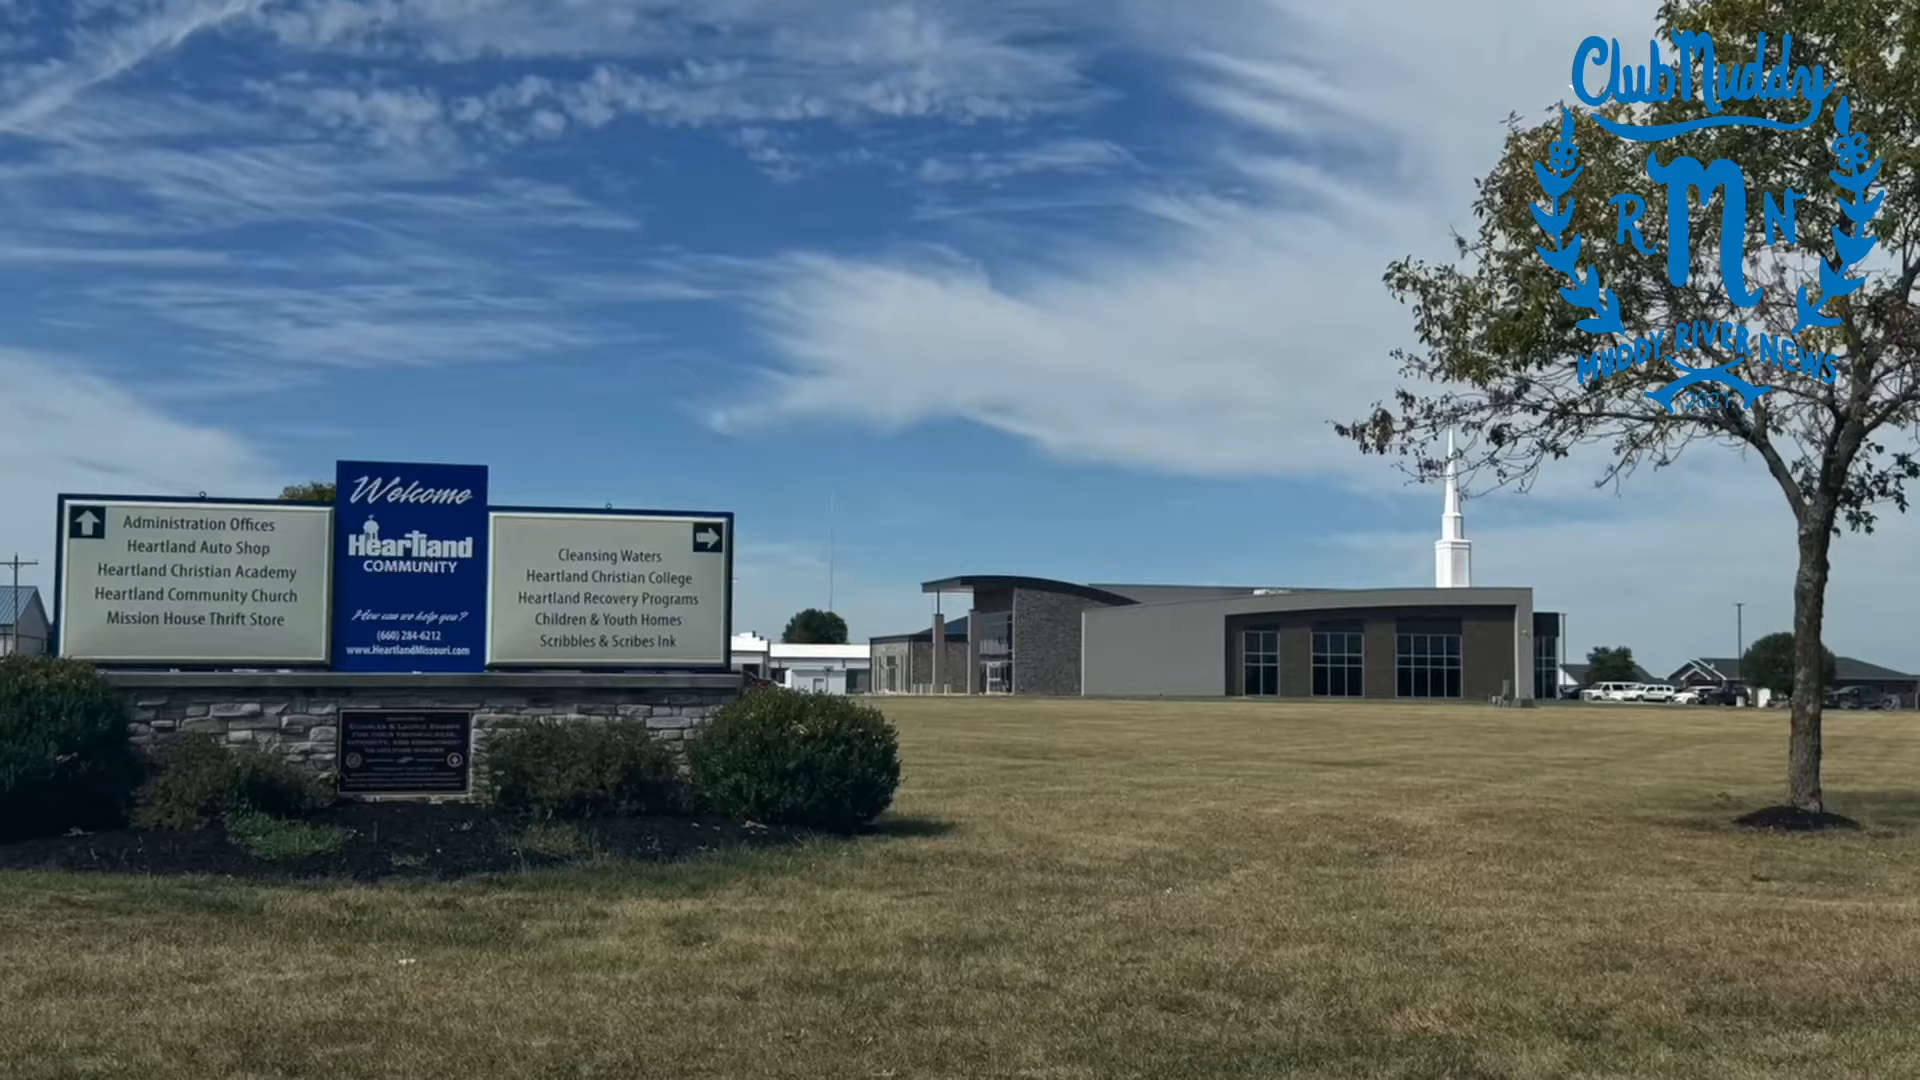 Club Muddy
R M N
MUDDY RIVER NEWS
2021
Administration Offices
Heartland Auto Shop
Heartland Christian Academy
Heartland Community Church
Mission House Thrift Store
Welcome
Heartland
COMMUNITY
How can we help you?
(660) 284-6212
www.HeartlandMissouri.com
Cleansing Waters
Heartland Christian College
Heartland Recovery Programs
Children & Youth Homes
Scribbles & Scribes Ink